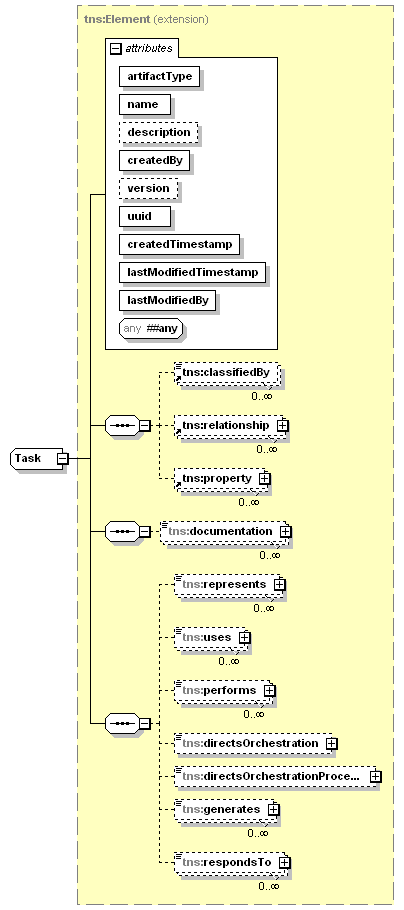 tns:Element (extension)
attributes
artifactType
name
description
createdBy
version
uuid
createdTimestamp
lastModifiedTimestamp
lastModifiedBy
any ##any
tns:classifiedBy
0..∞
tns:relationship
0..∞
Task
tns:property
0..∞
tns:documentation
0..∞
tns:represents
0..∞
tns:uses
0..∞
tns:performs
0..∞
tns:directsOrchestration
tns:directsOrchestrationProce...
tns:generates
0..∞
tns:respondsTo
0..∞